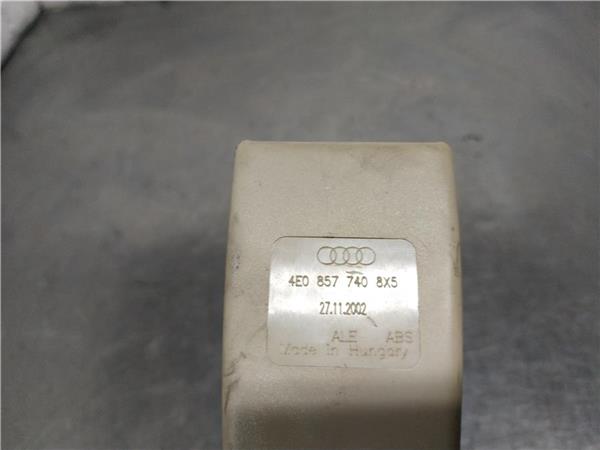 4E0 857 740 8X5
27.11.2002
ALE ABS
Made in Hungary